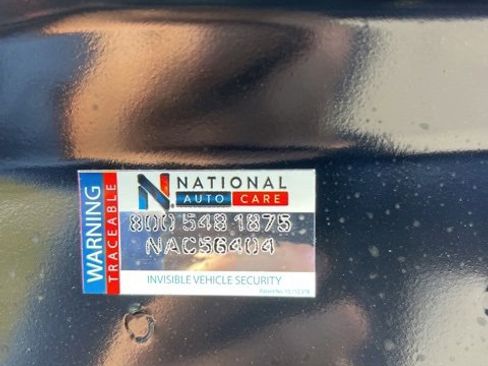 WARNING
TRACEABLE
N. NATIONAL
AUTO CARE
800 548 1875
NAC56404
INVISIBLE VEHICLE SECURITY